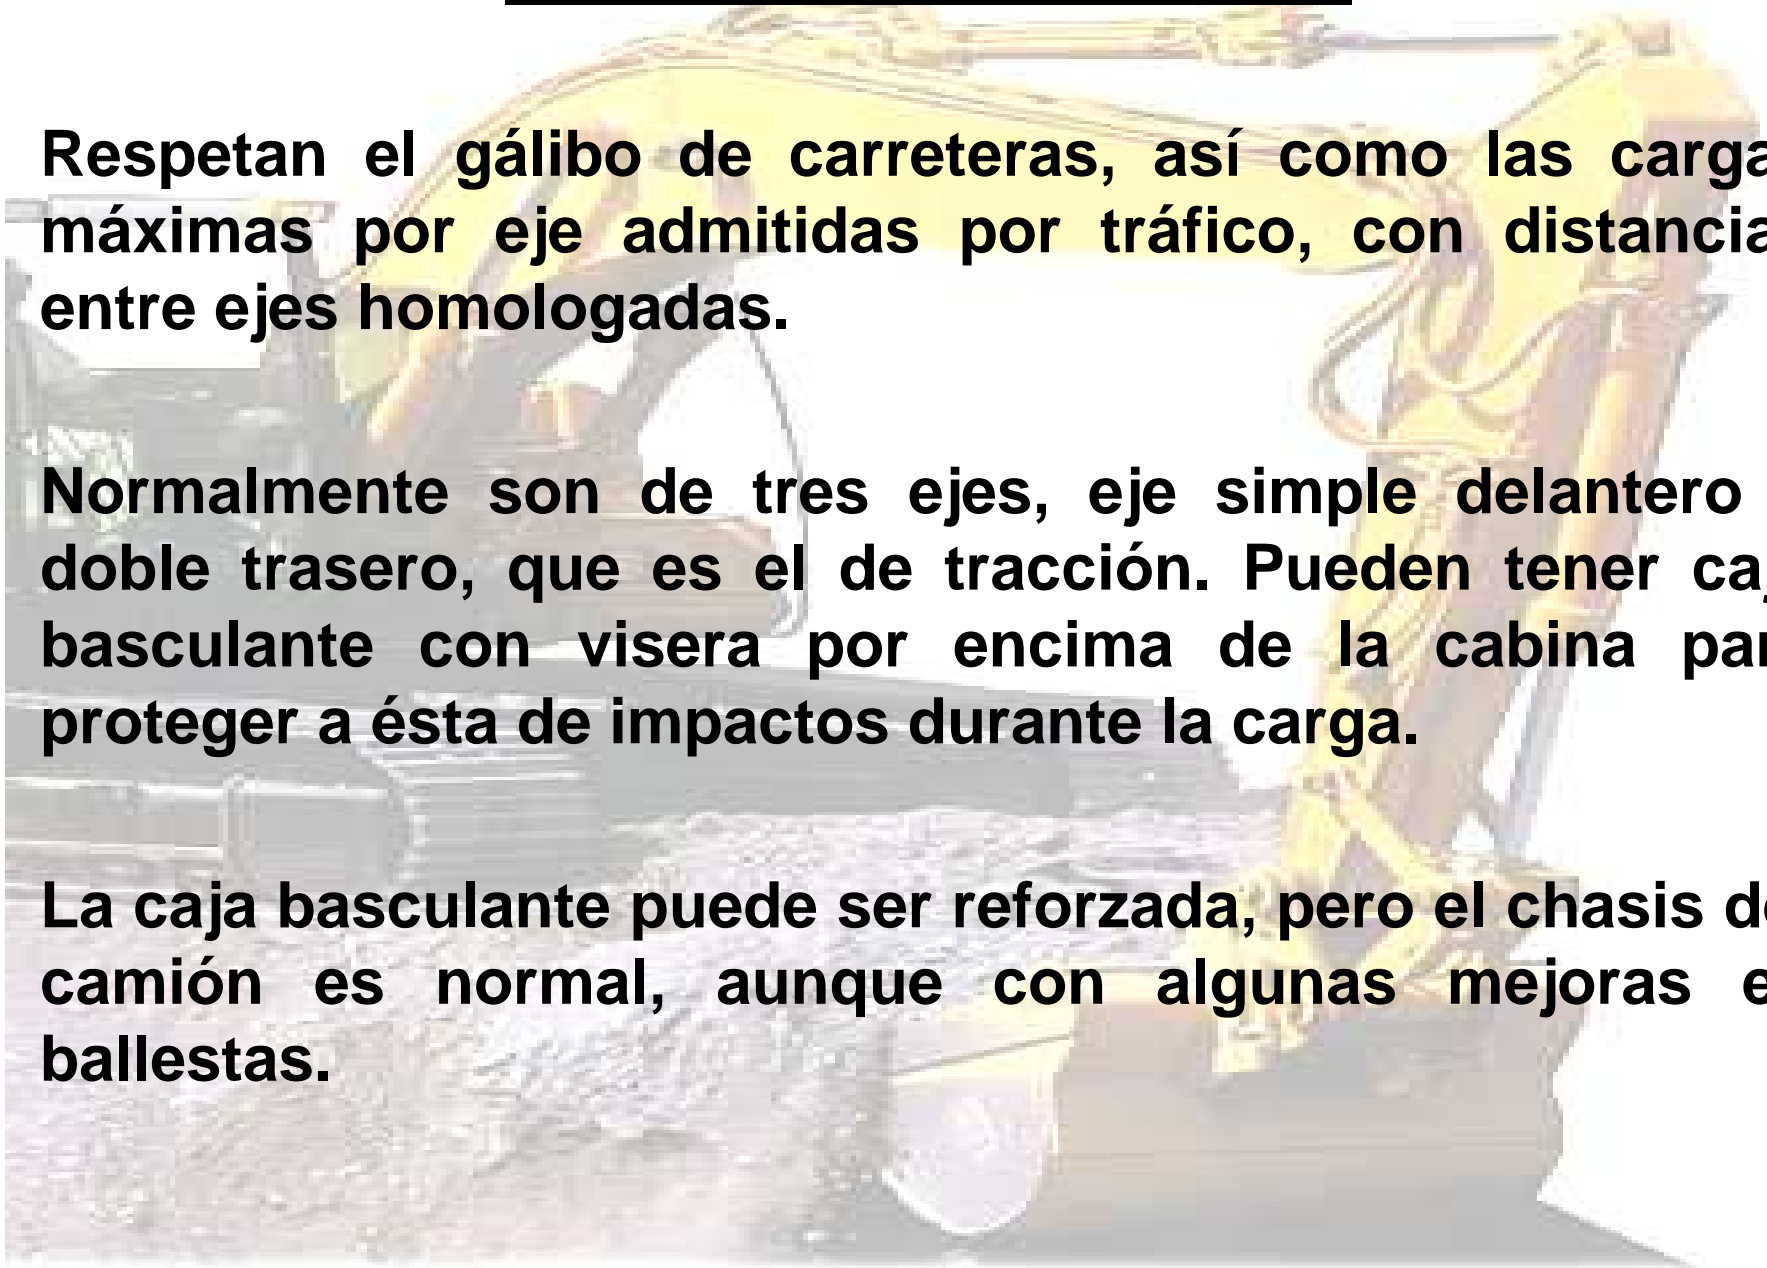 Respetan el gálibo de carreteras, así como las carga
máximas por eje admitidas por tráfico, con distancia
entre ejes homologadas.
Normalmente son de tres ejes, eje simple delantero
doble trasero, que es el de tracción. Pueden tener caj
basculante con visera por encima de la cabina par
proteger a ésta de impactos durante la carga.
La caja basculante puede ser reforzada, pero el chasis de
camión es normal, aunque con algunas mejoras e
ballestas.